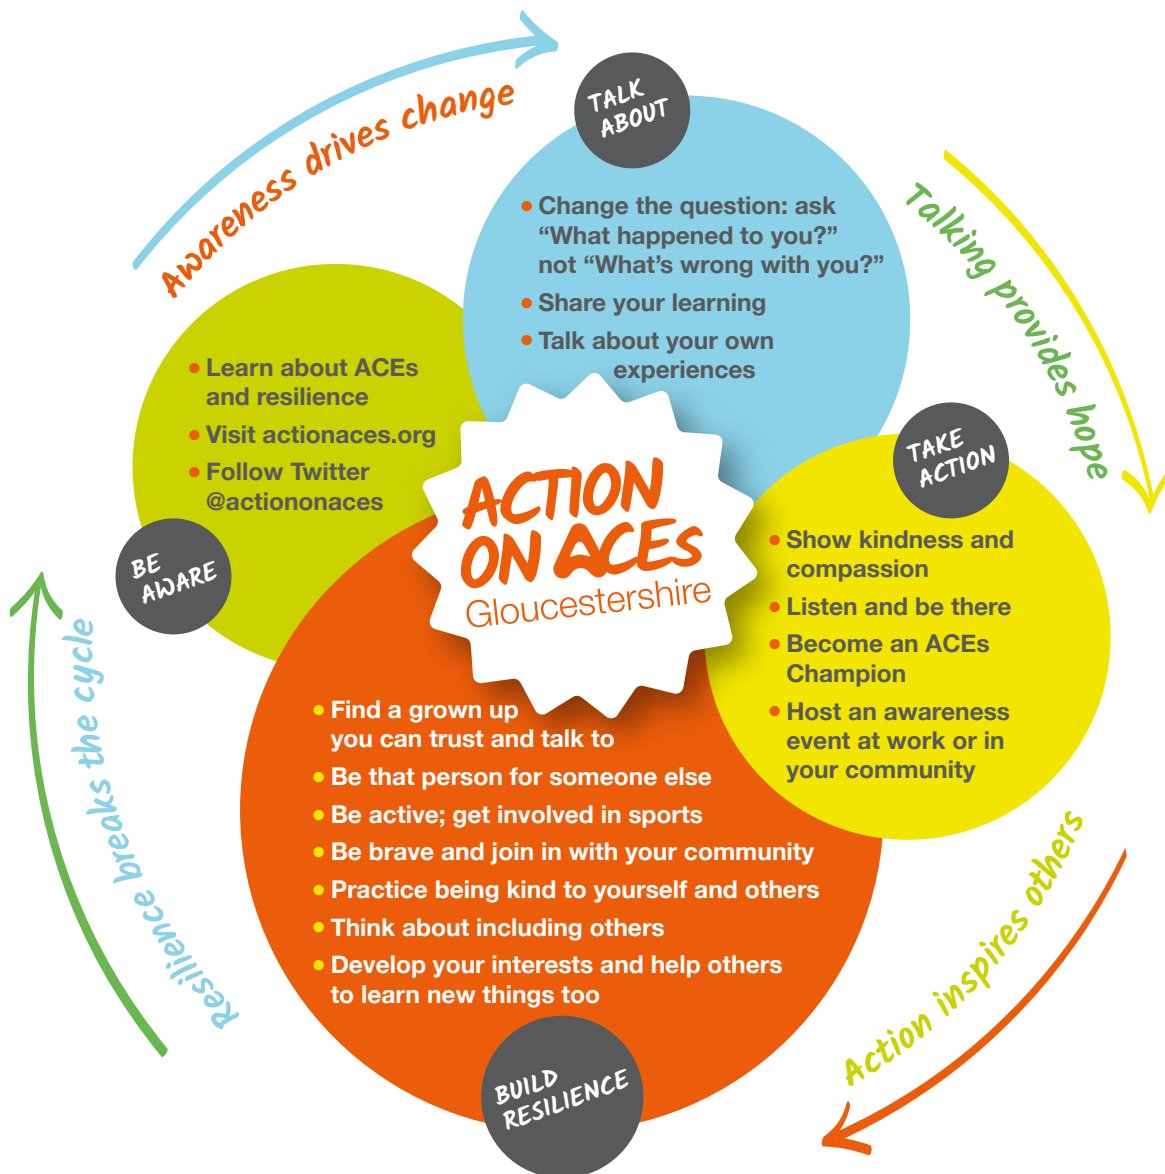 Awareness drives change
TALK
ABOUT
• Change the question: ask
“What happened to you?”
not “What’s wrong with you?”
• Share your learning
• Talk about your own
experiences
Talking provides hope
TAKE
ACTION
• Show kindness and
compassion
• Listen and be there
• Become an ACEs
Champion
• Host an awareness
event at work or in
your community
Action inspires others
• Find a grown up
you can trust and talk to
• Be that person for someone else
• Be active; get involved in sports
• Be brave and join in with your community
• Practice being kind to yourself and others
• Think about including others
• Develop your interests and help others
to learn new things too
BUILD
RESILIENCE
Resilience breaks the cycle
BE
AWARE
• Learn about ACEs
and resilience
• Visit actionaces.org
• Follow Twitter
@actiononaces
ACTION
ON ACEs
Gloucestershire